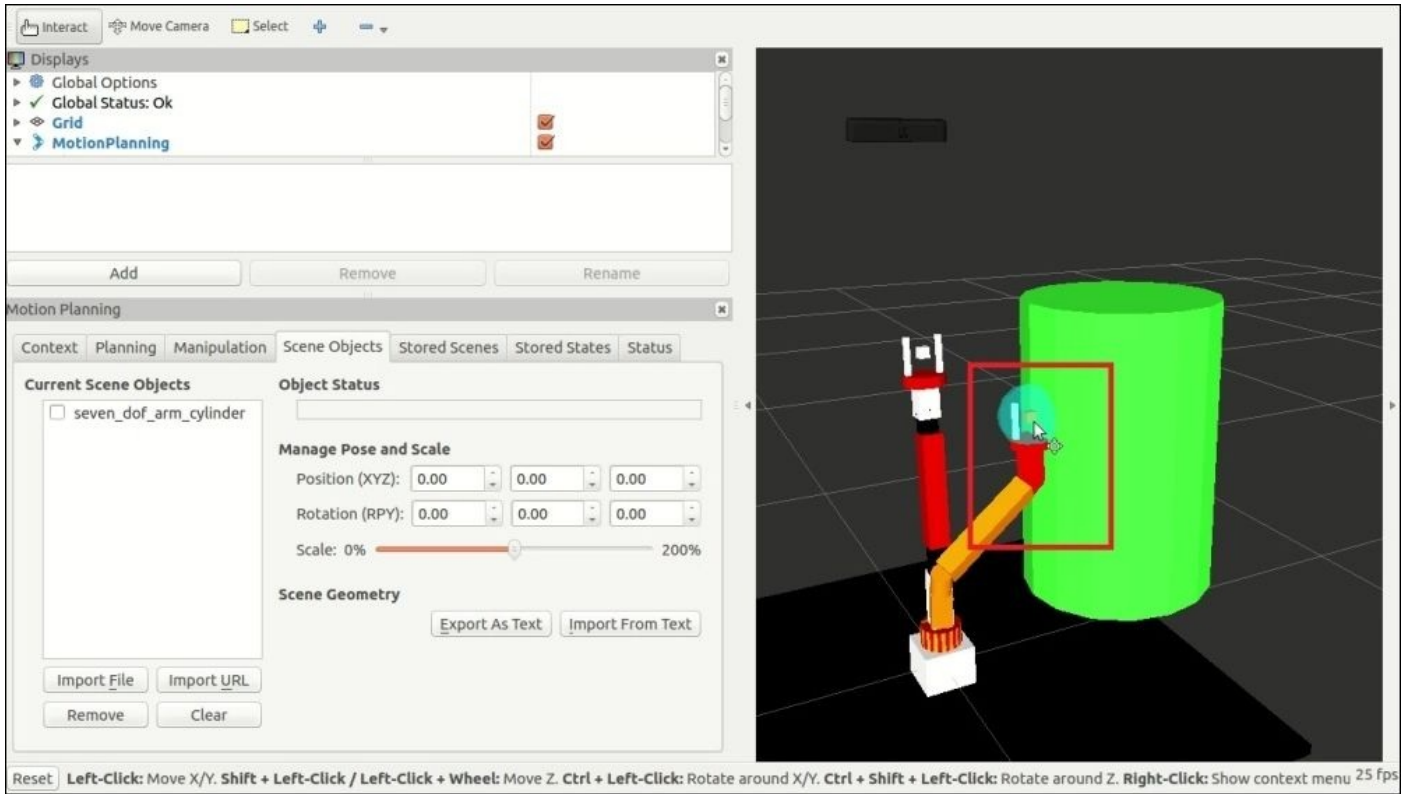 Interact Move Camera Select
Displays
Global Options
Global Status: Ok
Grid
MotionPlanning
Add Remove Rename
Motion Planning
Context Planning Manipulation Scene Objects Stored Scenes Stored States Status
Current Scene Objects
seven_dof_arm_cylinder
Import File Import URL
Remove Clear
Object Status
Manage Pose and Scale
Position (XYZ): 0.00 0.00 0.00
Rotation (RPY): 0.00 0.00 0.00
Scale: 0% 200%
Scene Geometry
Export As Text Import From Text
Reset Left-Click: Move X/Y. Shift + Left-Click / Left-Click + Wheel: Move Z. Ctrl + Left-Click: Rotate around X/Y. Ctrl + Shift + Left-Click: Rotate around Z. Right-Click: Show context menu 25 fps